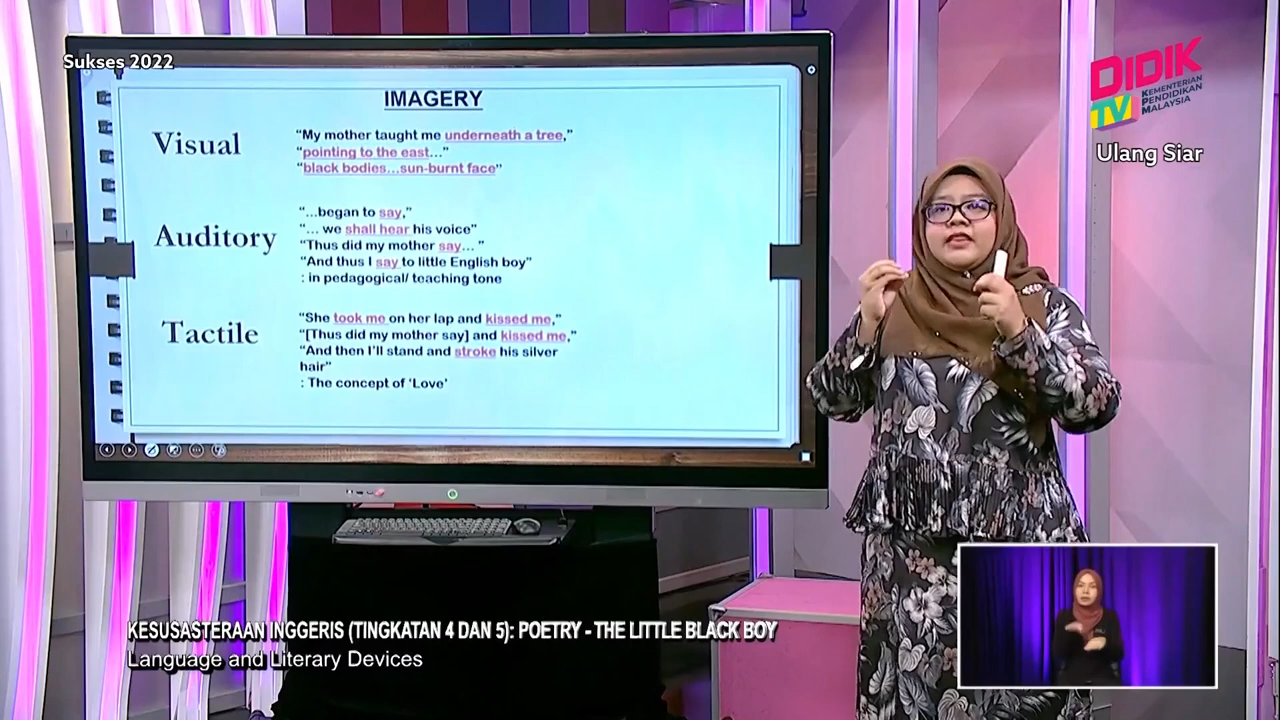 Sukses 2022
IMAGERY
Visual
“My mother taught me underneath a tree,”
“pointing to the east…”
“black bodies…sun-burnt face”
Auditory
“…began to say,”
“… we shall hear his voice”
“Thus did my mother say… ”
“And thus I say to little English boy”
: in pedagogical/ teaching tone
Tactile
“She took me on her lap and kissed me,”
“[Thus did my mother say] and kissed me,”
“And then I’ll stand and stroke his silver
hair”
: The concept of ‘Love’
DIDIK
TV
KEMENTERIAN
PENDIDIKAN
MALAYSIA
Ulang Siar
KESUSASTERAAN INGGERIS (TINGKATAN 4 DAN 5): POETRY - THE LITTLE BLACK BOY
Language and Literary Devices